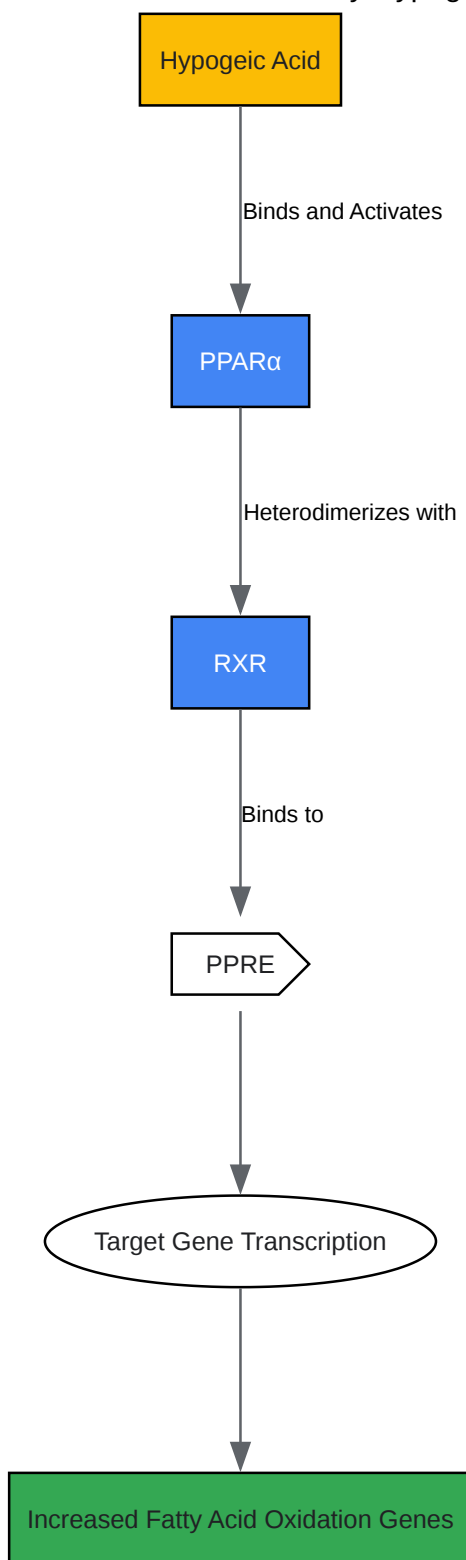 Hypogeic Acid
Binds and Activates
PPARα
Heterodimerizes with
RXR
Binds to
PPRE
Target Gene Transcription
Increased Fatty Acid Oxidation Genes